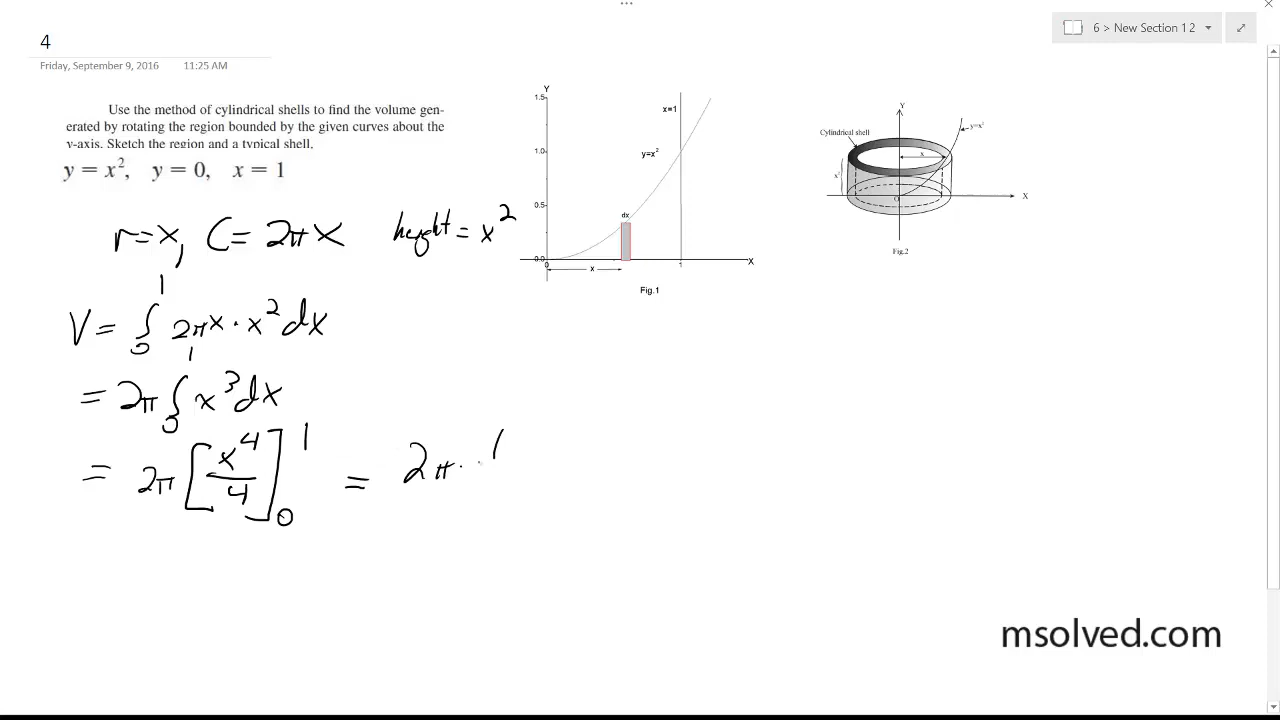 6 > New Section 12
4
Friday, September 9, 2016 11:25 AM
Use the method of cylindrical shells to find the volume gen-
erated by rotating the region bounded by the given curves about the
y-axis. Sketch the region and a typical shell.
y = x², y = 0, x = 1
r=x, C= 2πx height = x²
V = ∫₀¹ 2πx · x² dx
= 2π ∫₀¹ x³ dx
= 2π [x⁴/4]₀¹ = 2π · 1
Y
1.5
x=1
1.0
y=x²
0.5
dx
0.0
0
1
X
x
Fig.1
Y
Cylindrical shell
y=x²
x
x²
O
X
Fig.2
msolved.com